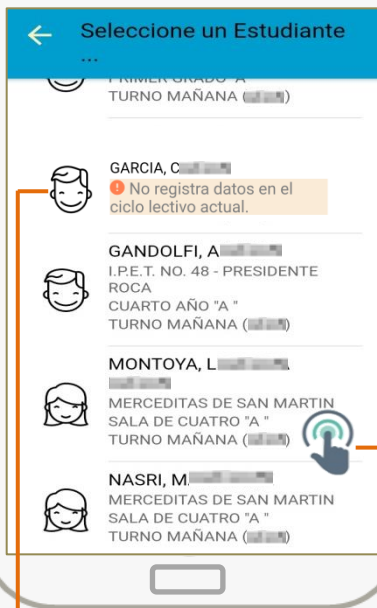 Seleccione un Estudiante
...
PRIMER GRADO "A"
TURNO MAÑANA (
GARCIA, C
No registra datos en el
ciclo lectivo actual.
GANDOLFI, A
I.P.E.T. NO. 48 - PRESIDENTE
ROCA
CUARTO AÑO "A "
TURNO MAÑANA ( )
MONTOYA, L
MERCEDITAS DE SAN MARTIN
SALA DE CUATRO "A "
TURNO MAÑANA ( )
NASRI, M.
MERCEDITAS DE SAN MARTIN
SALA DE CUATRO "A "
TURNO MAÑANA ( )